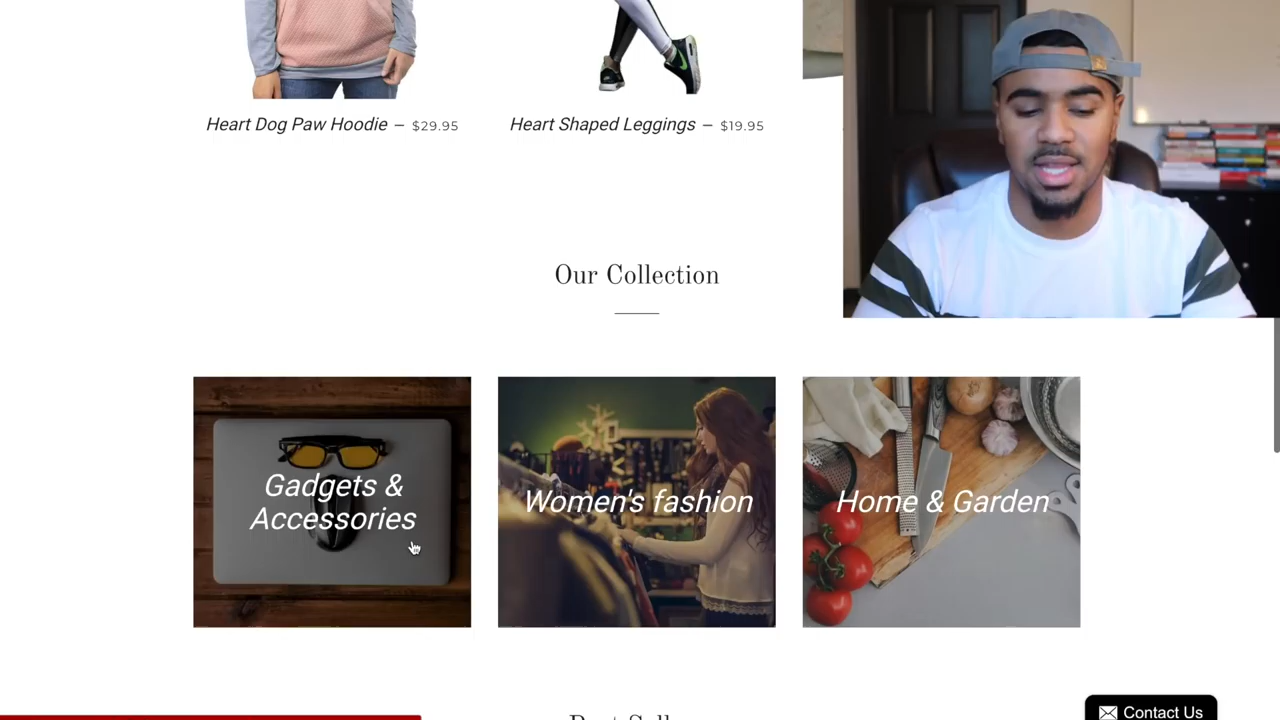 Heart Dog Paw Hoodie — $29.95
Heart Shaped Leggings — $19.95
Our Collection
Gadgets &
Accessories
Women's fashion
Home & Garden
Contact Us